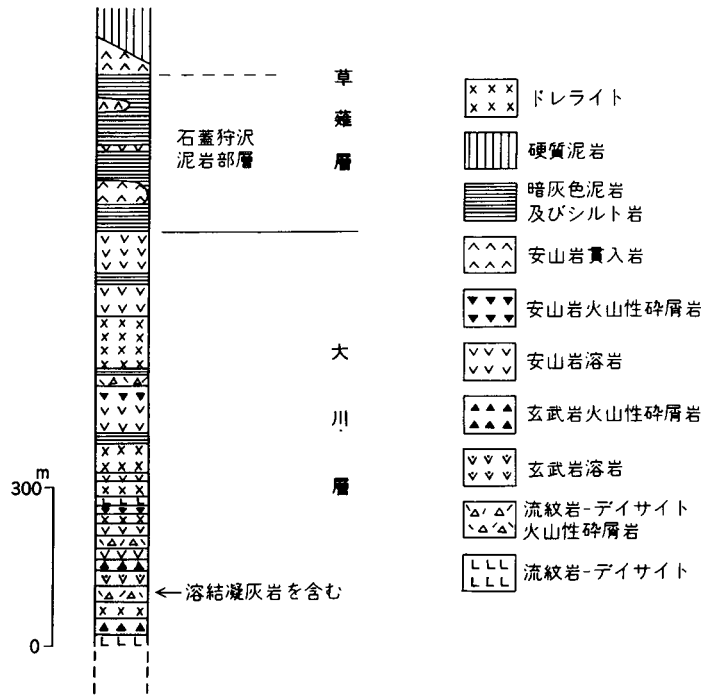 草薙層
石蓋狩沢
泥岩部層
大川層
m
300
0
←溶結凝灰岩を含む
ドレライト
硬質泥岩
暗灰色泥岩
及びシルト岩
安山岩貫入岩
安山岩火山性砕屑岩
安山岩溶岩
玄武岩火山性砕屑岩
玄武岩溶岩
流紋岩-デイサイト
火山性砕屑岩
流紋岩-デイサイト